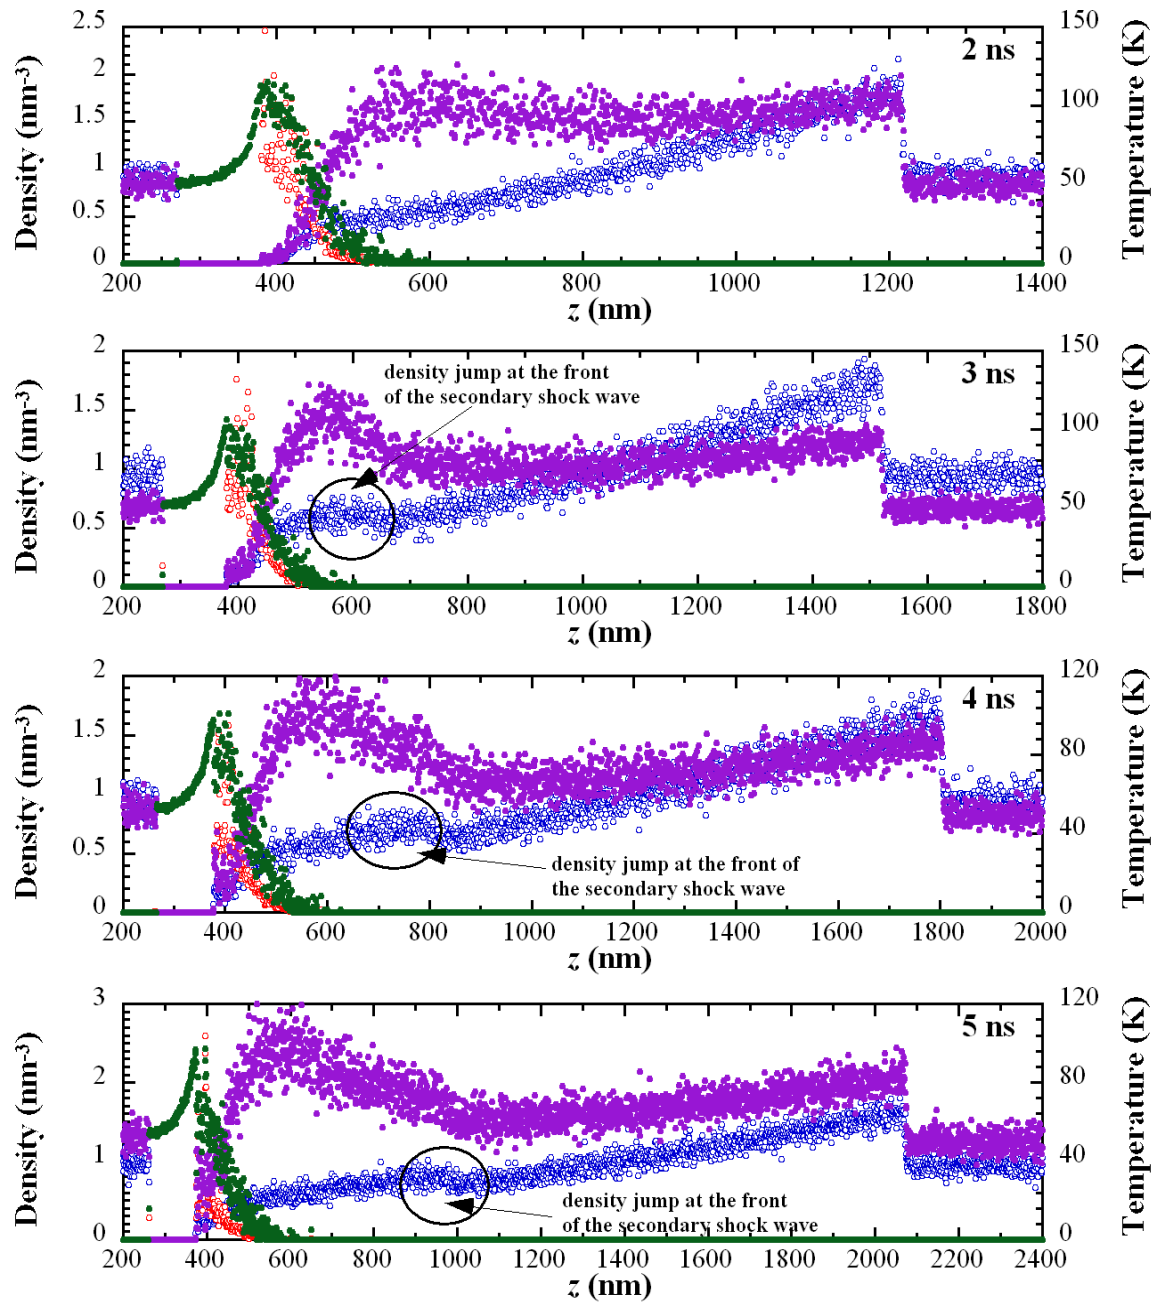 2.5
2
1.5
1
0.5
0
Density (nm-3)
2 ns
150
100
50
0
Temperature (K)
200 400 600 800 1000 1200 1400
z (nm)
2
1.5
1
0.5
0
Density (nm-3)
density jump at the front
of the secondary shock wave
3 ns
150
100
50
0
Temperature (K)
200 400 600 800 1000 1200 1400 1600 1800
z (nm)
2
1.5
1
0.5
0
Density (nm-3)
4 ns
density jump at the front of
the secondary shock wave
120
80
40
0
Temperature (K)
200 400 600 800 1000 1200 1400 1600 1800 2000
z (nm)
3
2
1
0
Density (nm-3)
5 ns
density jump at the front
of the secondary shock wave
120
80
40
0
Temperature (K)
200 400 600 800 1000 1200 1400 1600 1800 2000 2200 2400
z (nm)